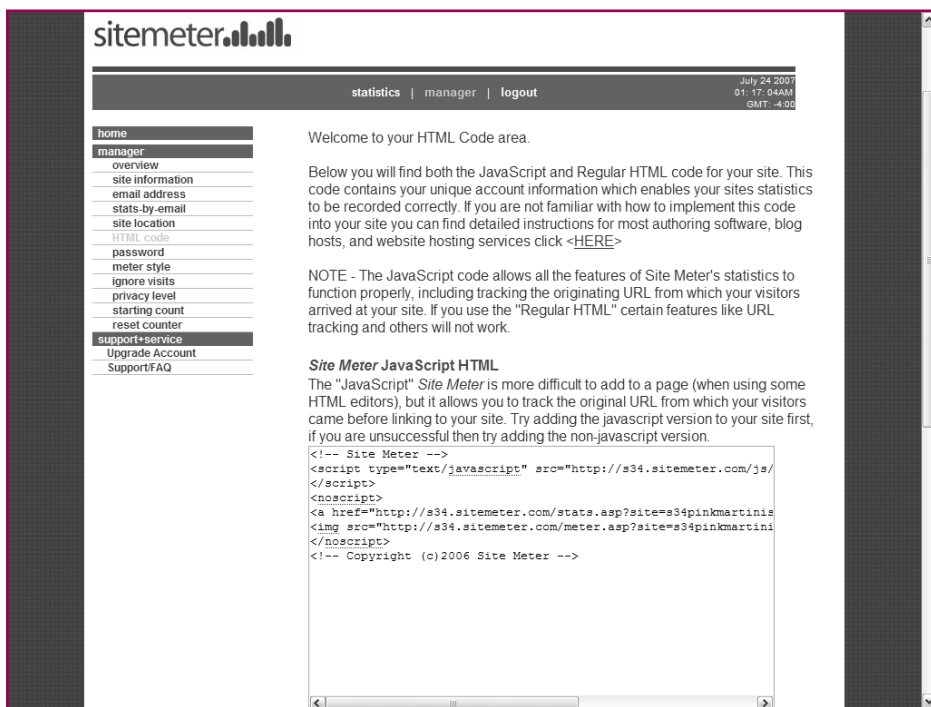 sitemeter
July 24 2007
statistics | manager | logout
01: 17: 04AM
GMT: -4:00
home
manager
overview
site information
email address
stats-by-email
site location
HTML code
password
meter style
ignore visits
privacy level
starting count
reset counter
support+service
Upgrade Account
Support/FAQ
Welcome to your HTML Code area.
Below you will find both the JavaScript and Regular HTML code for your site. This
code contains your unique account information which enables your sites statistics
to be recorded correctly. If you are not familiar with how to implement this code
into your site you can find detailed instructions for most authoring software, blog
hosts, and website hosting services click <HERE>
NOTE - The JavaScript code allows all the features of Site Meter's statistics to
function properly, including tracking the originating URL from which your visitors
arrived at your site. If you use the "Regular HTML" certain features like URL
tracking and others will not work.
Site Meter JavaScript HTML
The "JavaScript" Site Meter is more difficult to add to a page (when using some
HTML editors), but it allows you to track the original URL from which your visitors
came before linking to your site. Try adding the javascript version to your site first,
if you are unsuccessful then try adding the non-javascript version.
<!-- Site Meter -->
<script type="text/javascript" src="http://s34.sitemeter.com/js/
</script>
<noscript>
<a href="http://s34.sitemeter.com/stats.asp?site=s34pinkmartinis
<img src="http://s34.sitemeter.com/meter.asp?site=s34pinkmartini
</noscript>
<!-- Copyright (c)2006 Site Meter -->